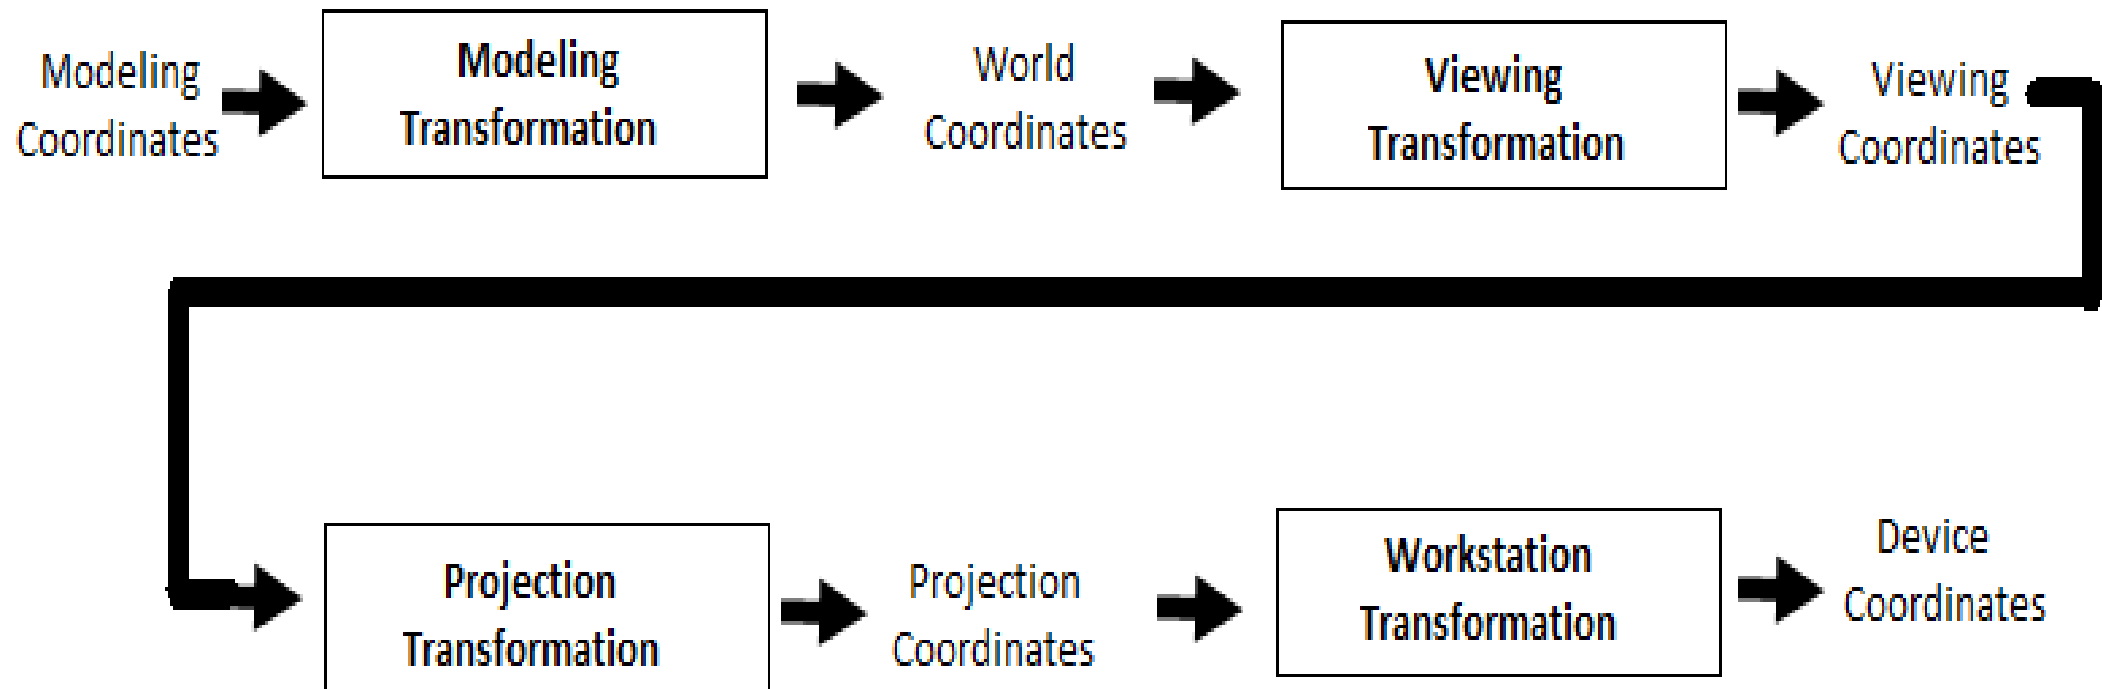 Modeling
Coordinates
Modeling
Transformation
World
Coordinates
Viewing
Transformation
Viewing
Coordinates
Projection
Transformation
Projection
Coordinates
Workstation
Transformation
Device
Coordinates